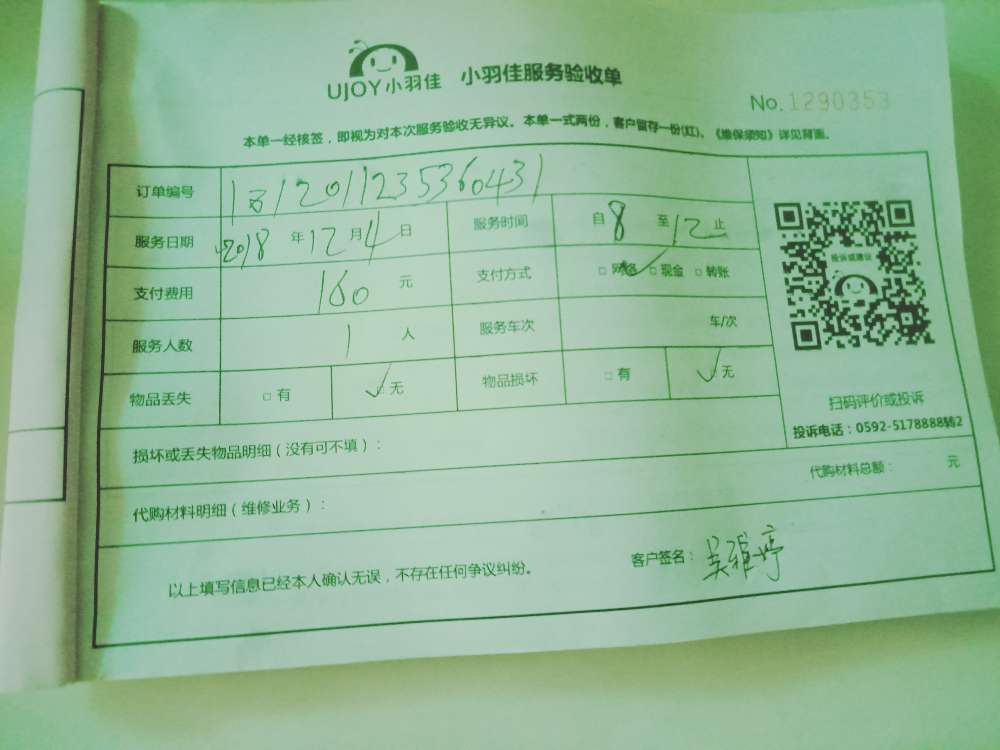 UJOY小羽佳 小羽佳服务验收单
No.1290353
本单一经核签，即视为对本次服务验收无异议。本单一式两份，客户留存一份(红)、《维保须知》详见背面。
订单编号
服务日期 2018 年 12 月 4 日 服务时间 自 8 至 12 止
支付费用 160 元 支付方式 □ 网络 □ 现金 □ 转账
服务人数 1 人 服务车次 车/次
物品丢失 □ 有 ✓ 无 物品损坏 □ 有 ✓ 无
投诉或建议
扫码评价或投诉
投诉电话：0592-5178888转2
损坏或丢失物品明细（没有可不填）：
代购材料明细（维修业务）： 代购材料总额： 元
以上填写信息已经本人确认无误，不存在任何争议纠纷。 客户签名：吴雅婷